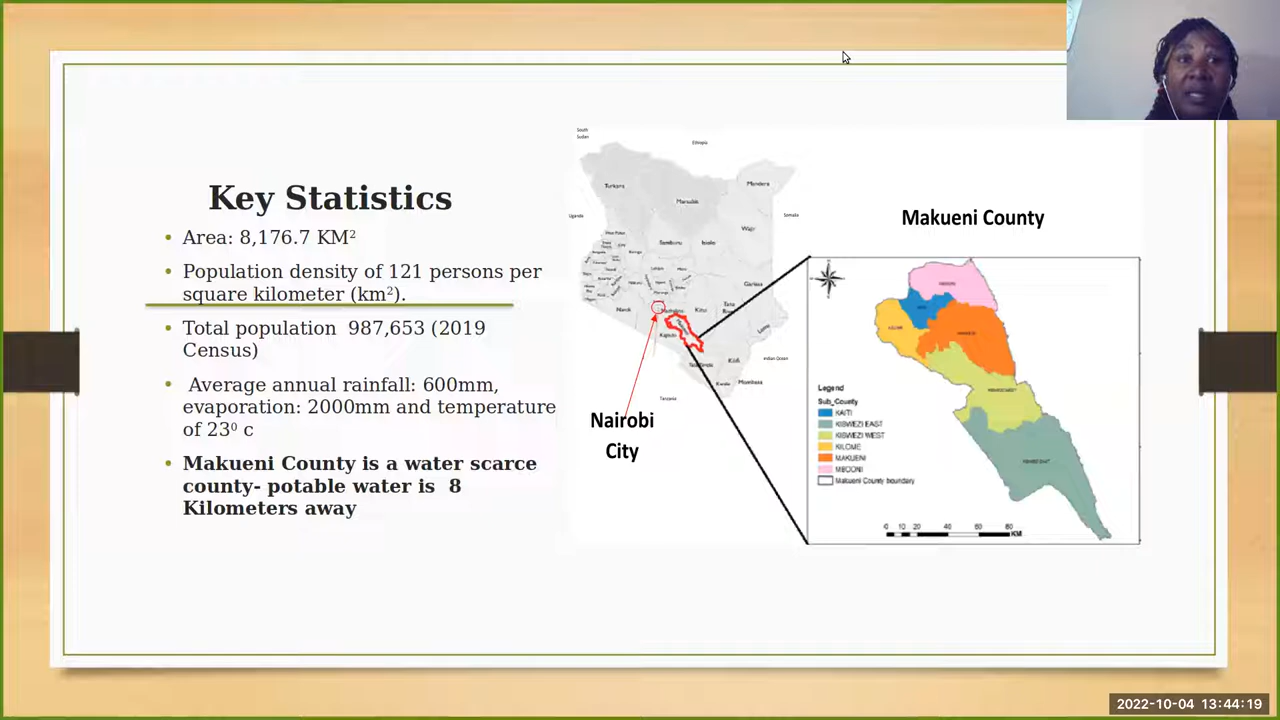 Key Statistics
• Area: 8,176.7 KM²
• Population density of 121 persons per
square kilometer (km²).
• Total population  987,653 (2019
Census)
• Average annual rainfall: 600mm,
evaporation: 2000mm and temperature
of 23⁰ c
• Makueni County is a water scarce
county- potable water is  8
Kilometers away
South
Sudan
Ethiopia
Turkana
Mandera
Marsabit
Uganda
Somalia
Wajir
Samburu
Isiolo
Garissa
Narok
Kitui
Tana
River
Kajiado
Lamu
Kilifi
Indian Ocean
Kwale
Mombasa
Tanzania
Nairobi
City
Makueni County
Legend
Sub_County
KAITI
KIBWEZI EAST
KIBWEZI WEST
KILOME
MAKUENI
MBOONI
Makueni County boundary
0 10 20 40 60 80
KM
2022-10-04 13:44:19